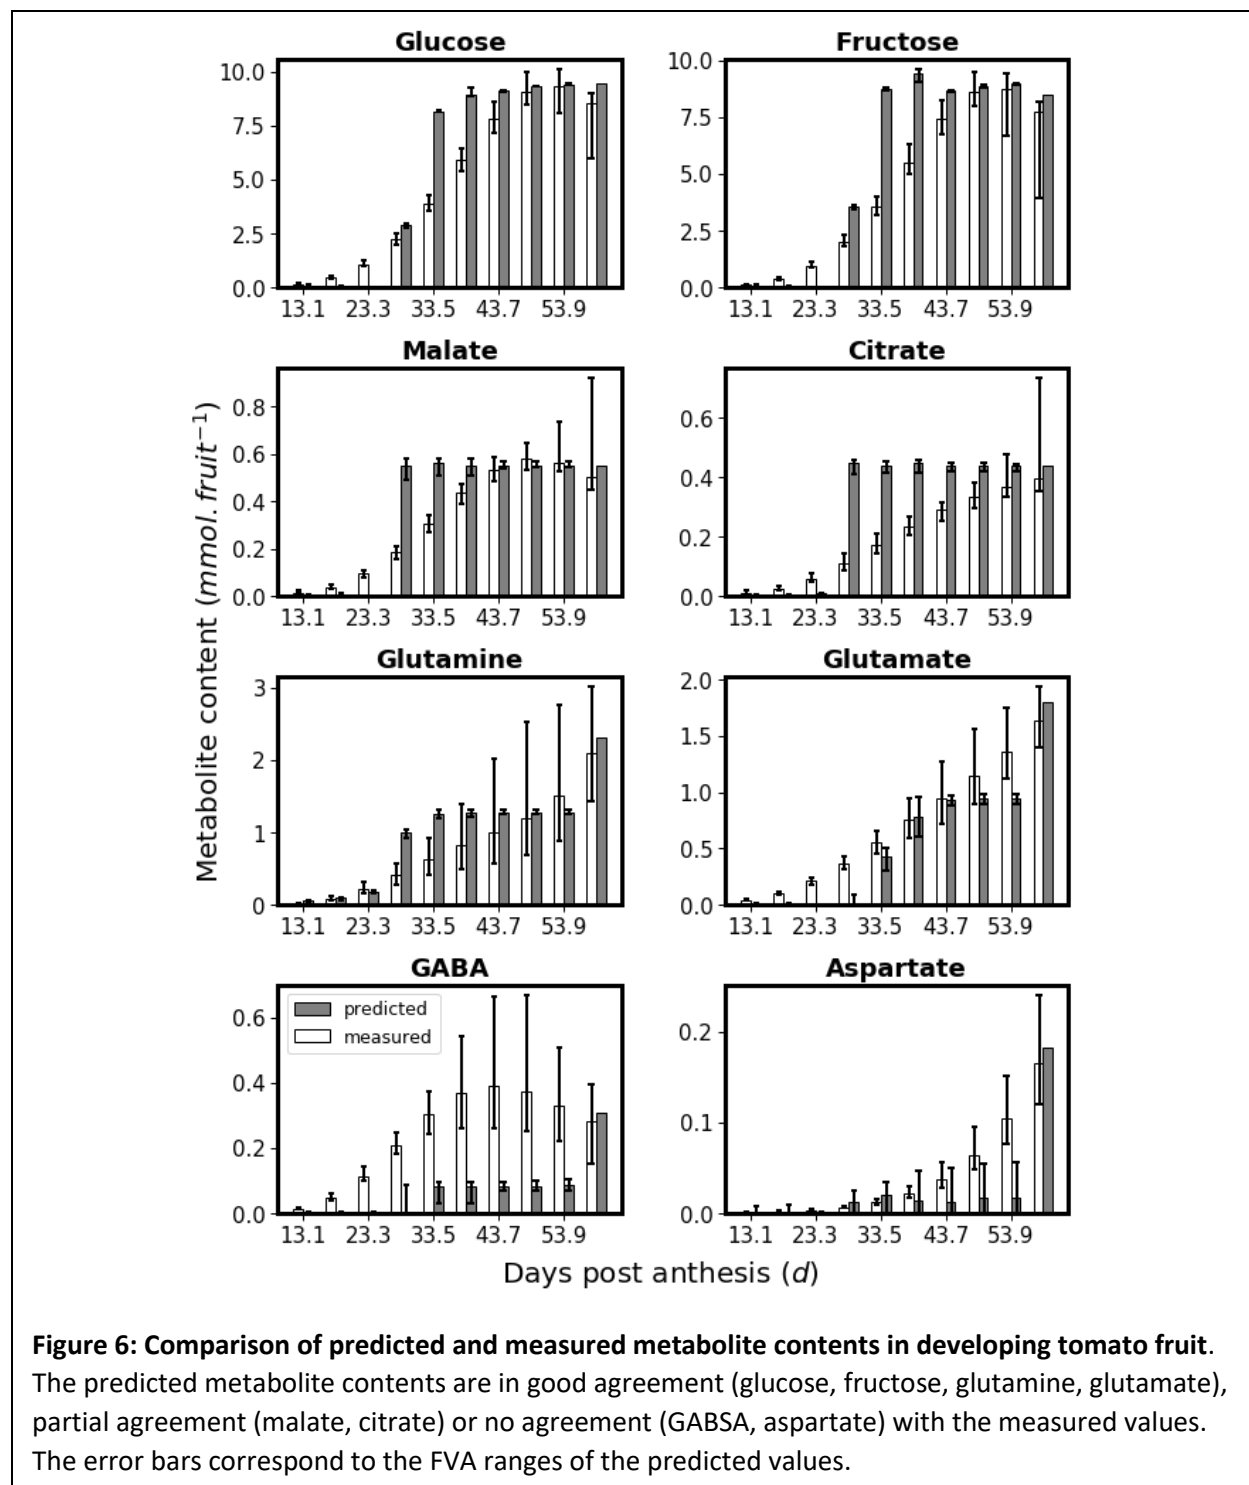 Glucose
Fructose
10.0
7.5
5.0
2.5
0.0
13.1 23.3 33.5 43.7 53.9
10.0
7.5
5.0
2.5
0.0
13.1 23.3 33.5 43.7 53.9
Malate
Citrate
0.8
0.6
0.4
0.2
0.0
13.1 23.3 33.5 43.7 53.9
0.6
0.4
0.2
0.0
13.1 23.3 33.5 43.7 53.9
Metabolite content (mmol.fruit⁻¹)
Glutamine
Glutamate
3
2
1
0
13.1 23.3 33.5 43.7 53.9
2.0
1.5
1.0
0.5
0.0
13.1 23.3 33.5 43.7 53.9
GABA
Aspartate
predicted
measured
0.6
0.4
0.2
0.0
13.1 23.3 33.5 43.7 53.9
0.2
0.1
0.0
13.1 23.3 33.5 43.7 53.9
Days post anthesis (d)
Figure 6: Comparison of predicted and measured metabolite contents in developing tomato fruit.
The predicted metabolite contents are in good agreement (glucose, fructose, glutamine, glutamate),
partial agreement (malate, citrate) or no agreement (GABSA, aspartate) with the measured values.
The error bars correspond to the FVA ranges of the predicted values.